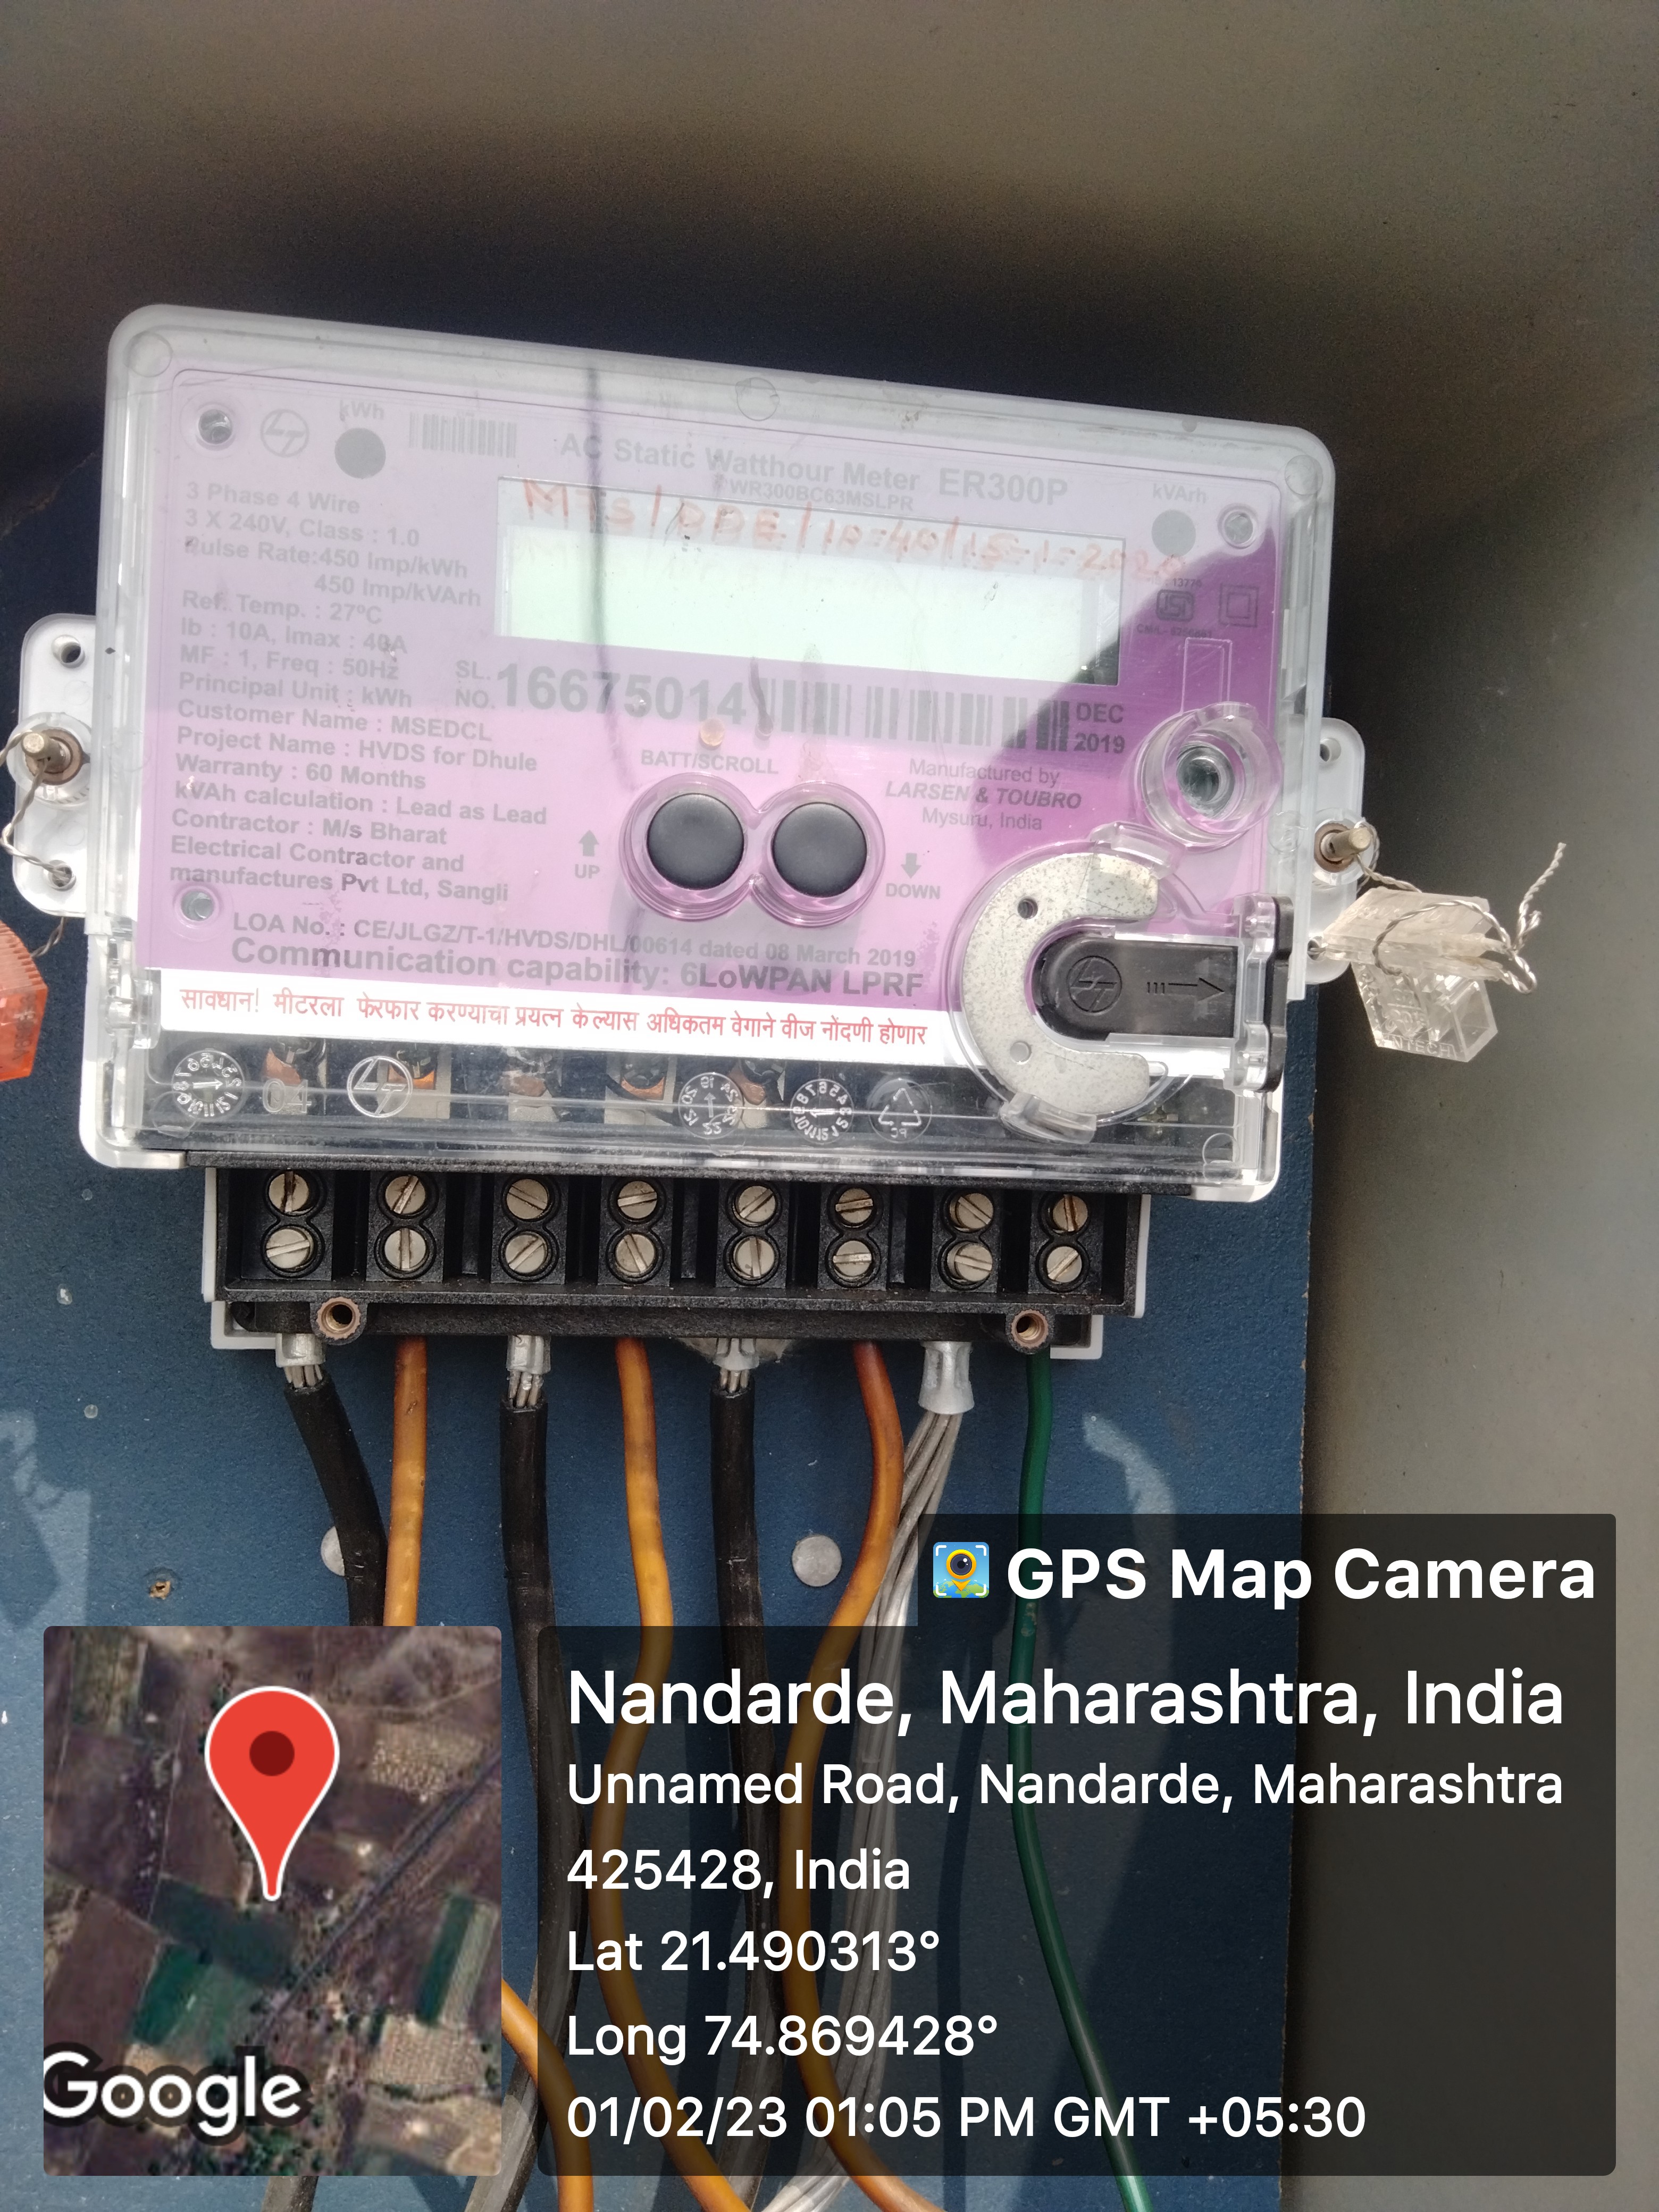 kWh
AC Static Watthour Meter ER300P
WR300BC63MSLPR
kVArh
3 Phase 4 Wire
3 X 240V, Class : 1.0
Pulse Rate:450 Imp/kWh
450 Imp/kVArh
Ref. Temp. : 27°C
Ib : 10A, Imax : 40A
MF : 1, Freq : 50Hz
Principal Unit : kWh
Customer Name : MSEDCL
Project Name : HVDS for Dhule
Warranty : 60 Months
kVAh calculation : Lead as Lead
Contractor : M/s Bharat
Electrical Contractor and
manufactures Pvt Ltd, Sangli
SL. NO. 16675014
DEC
2019
BATT/SCROLL
UP
DOWN
Manufactured by
LARSEN & TOUBRO
Mysuru, India
LOA No. : CE/JLGZ/T-1/HVDS/DHL/00614 dated 08 March 2019
Communication capability: 6LoWPAN LPRF
सावधान! मीटरला फेरफार करण्याचा प्रयत्न केल्यास अधिकतम वेगाने वीज नोंदणी होणार
GPS Map Camera
Nandarde, Maharashtra, India
Unnamed Road, Nandarde, Maharashtra
425428, India
Lat 21.490313°
Long 74.869428°
01/02/23 01:05 PM GMT +05:30
Google